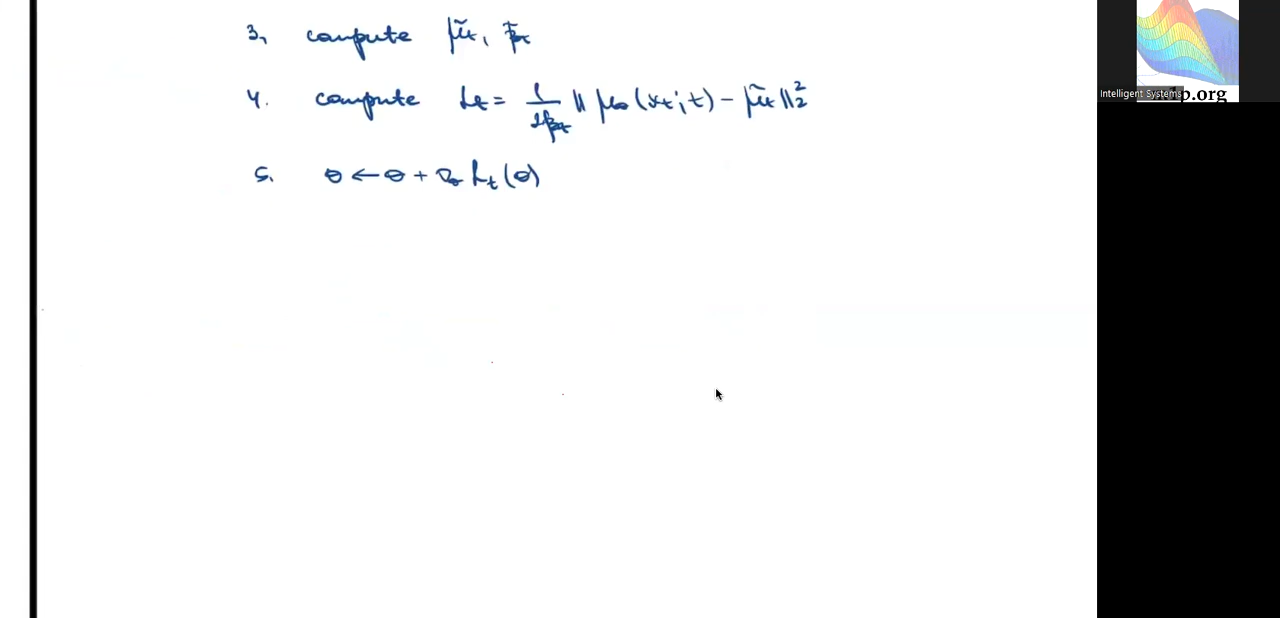 3, compute μ̃t, β̃t
4. compute Lt = 1/2β̃t || μθ(xt; t) − μ̃t ||²₂
5. θ ← θ + ∇θ Lt(θ)
Intelligent Systems
p.org